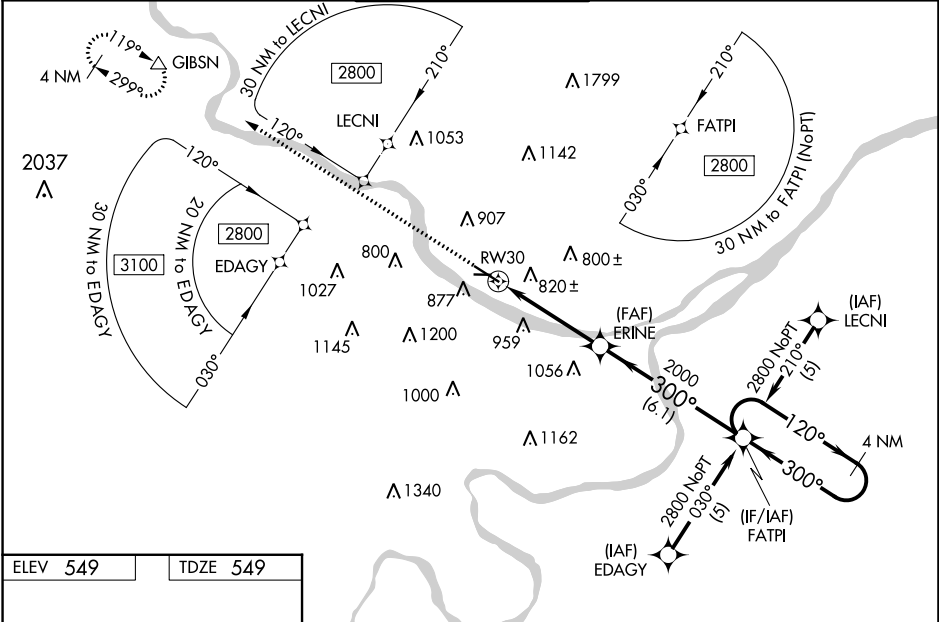 119°
GIBSN
4 NM
299°
30 NM to LECNI
2800
210°
LECNI
120°
1053
1799
1142
210°
FATPI
2800
030°
30 NM to FATPI (NoPT)
2037
120°
20 NM to EDAGY
2800
EDAGY
3100
30 NM to EDAGY
030°
907
800
1027
877
RW30
820±
800±
1145
1200
959
(FAF)
ERINE
1056
1000
2000
300°
(6.1)
1162
1340
(IAF)
LECNI
2800 NoPT
210°
(5)
120°
4 NM
300°
2800 NoPT
030°
(5)
(IF/IAF)
FATPI
(IAF)
EDAGY
ELEV 549
TDZE 549